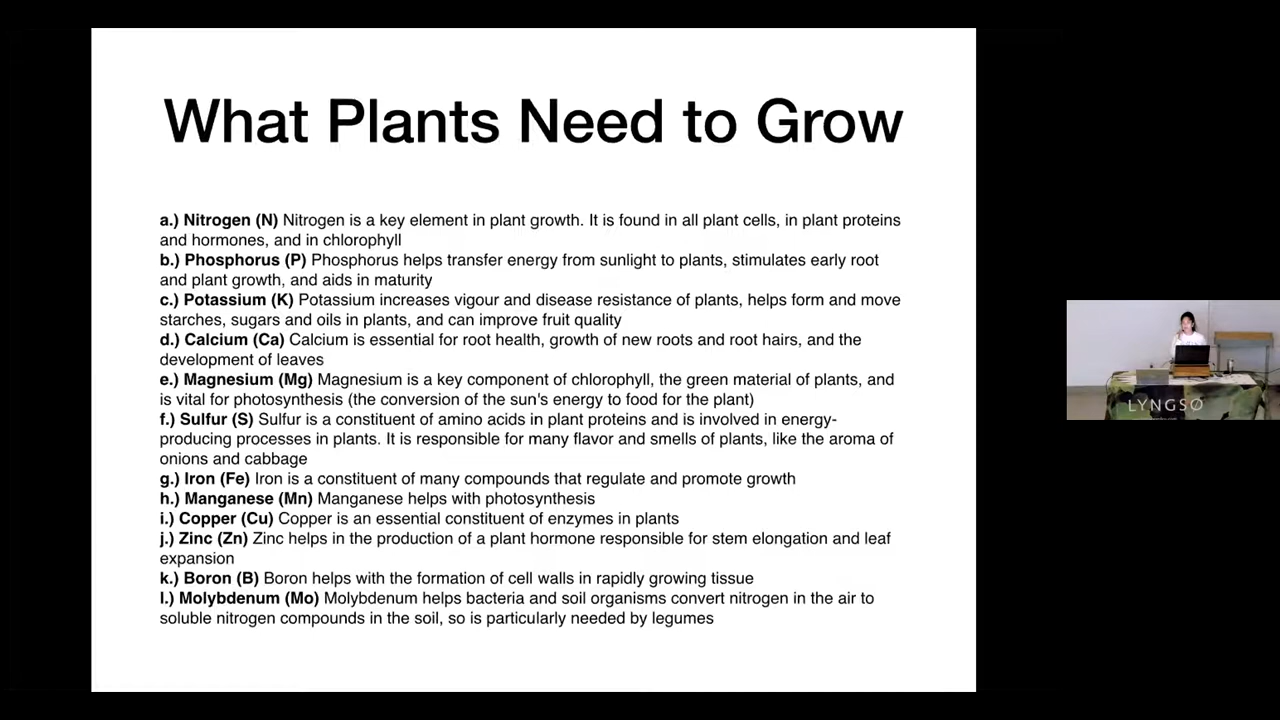 What Plants Need to Grow
a.) Nitrogen (N) Nitrogen is a key element in plant growth. It is found in all plant cells, in plant proteins
and hormones, and in chlorophyll
b.) Phosphorus (P) Phosphorus helps transfer energy from sunlight to plants, stimulates early root
and plant growth, and aids in maturity
c.) Potassium (K) Potassium increases vigour and disease resistance of plants, helps form and move
starches, sugars and oils in plants, and can improve fruit quality
d.) Calcium (Ca) Calcium is essential for root health, growth of new roots and root hairs, and the
development of leaves
e.) Magnesium (Mg) Magnesium is a key component of chlorophyll, the green material of plants, and
is vital for photosynthesis (the conversion of the sun's energy to food for the plant)
f.) Sulfur (S) Sulfur is a constituent of amino acids in plant proteins and is involved in energy-
producing processes in plants. It is responsible for many flavor and smells of plants, like the aroma of
onions and cabbage
g.) Iron (Fe) Iron is a constituent of many compounds that regulate and promote growth
h.) Manganese (Mn) Manganese helps with photosynthesis
i.) Copper (Cu) Copper is an essential constituent of enzymes in plants
j.) Zinc (Zn) Zinc helps in the production of a plant hormone responsible for stem elongation and leaf
expansion
k.) Boron (B) Boron helps with the formation of cell walls in rapidly growing tissue
l.) Molybdenum (Mo) Molybdenum helps bacteria and soil organisms convert nitrogen in the air to
soluble nitrogen compounds in the soil, so is particularly needed by legumes
LYNGSØ